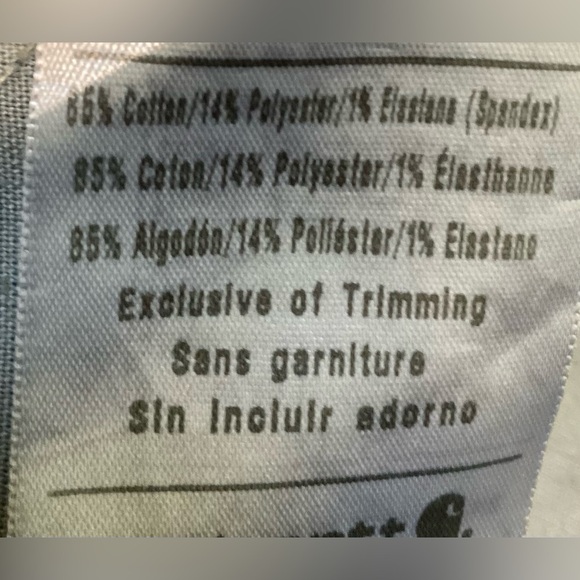 85% Cotton/14% Polyester/1% Elastane (Spandex)
85% Coton/14% Polyester/1% Élasthanne
85% Algodón/14% Poliéster/1% Elastano
Exclusive of Trimming
Sans garniture
Sin incluir adorno